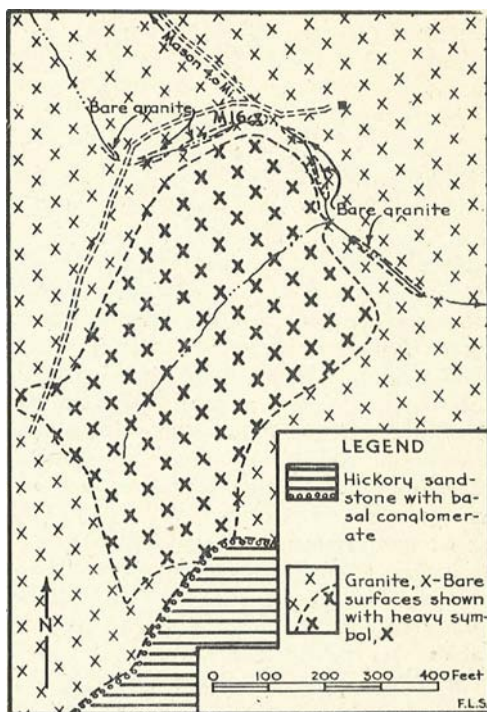 Mason 4.0 M.
Bare granite
M16
Bare granite
LEGEND
Hickory sand-
stone with ba-
sal conglomer-
ate
Granite, X-Bare
surfaces shown
with heavy sym-
bol, X
N
0 100 200 300 400 Feet
F.L.S.